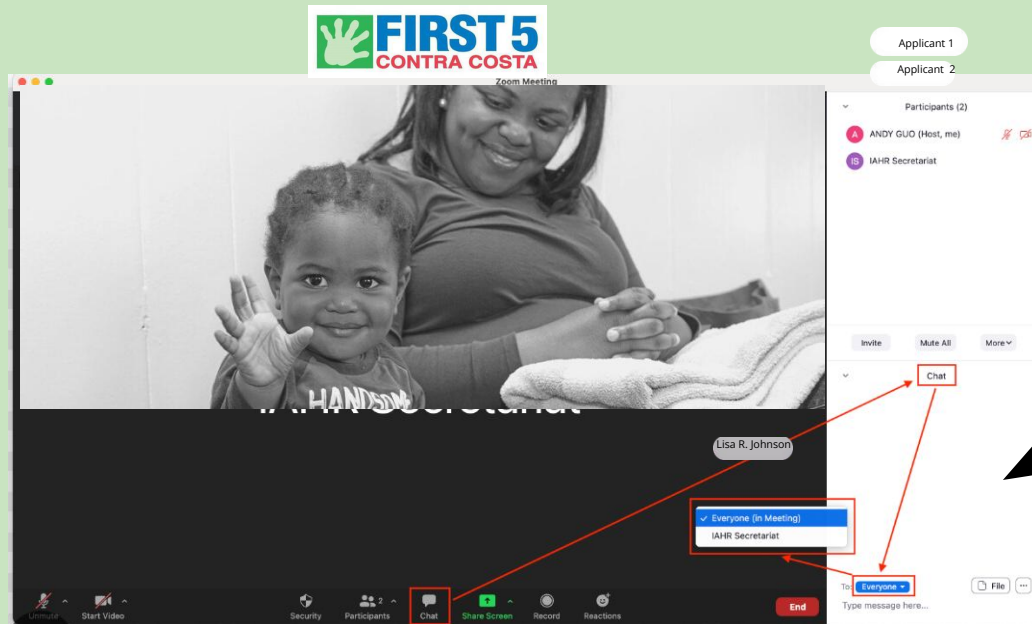 FIRST 5
CONTRA COSTA
Applicant 1
Applicant 2
Zoom Meeting
Participants (2)
A ANDY GUO (Host, me)
IS IAHR Secretariat
HANDSOME
IAHR Secretariat
Invite Mute All More
Chat
Lisa R. Johnson
Everyone (in Meeting)
IAHR Secretariat
To: Everyone
File
Type message here...
Unmute
Start Video
Security
Participants 2
Chat
Share Screen
Record
Reactions
End